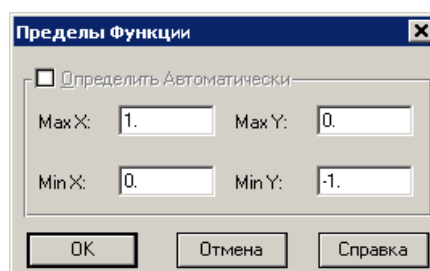 Пределы Функции
Определить Автоматически
Max X: 1. Max Y: 0.
Min X: 0. Min Y: -1.
OK Отмена Справка